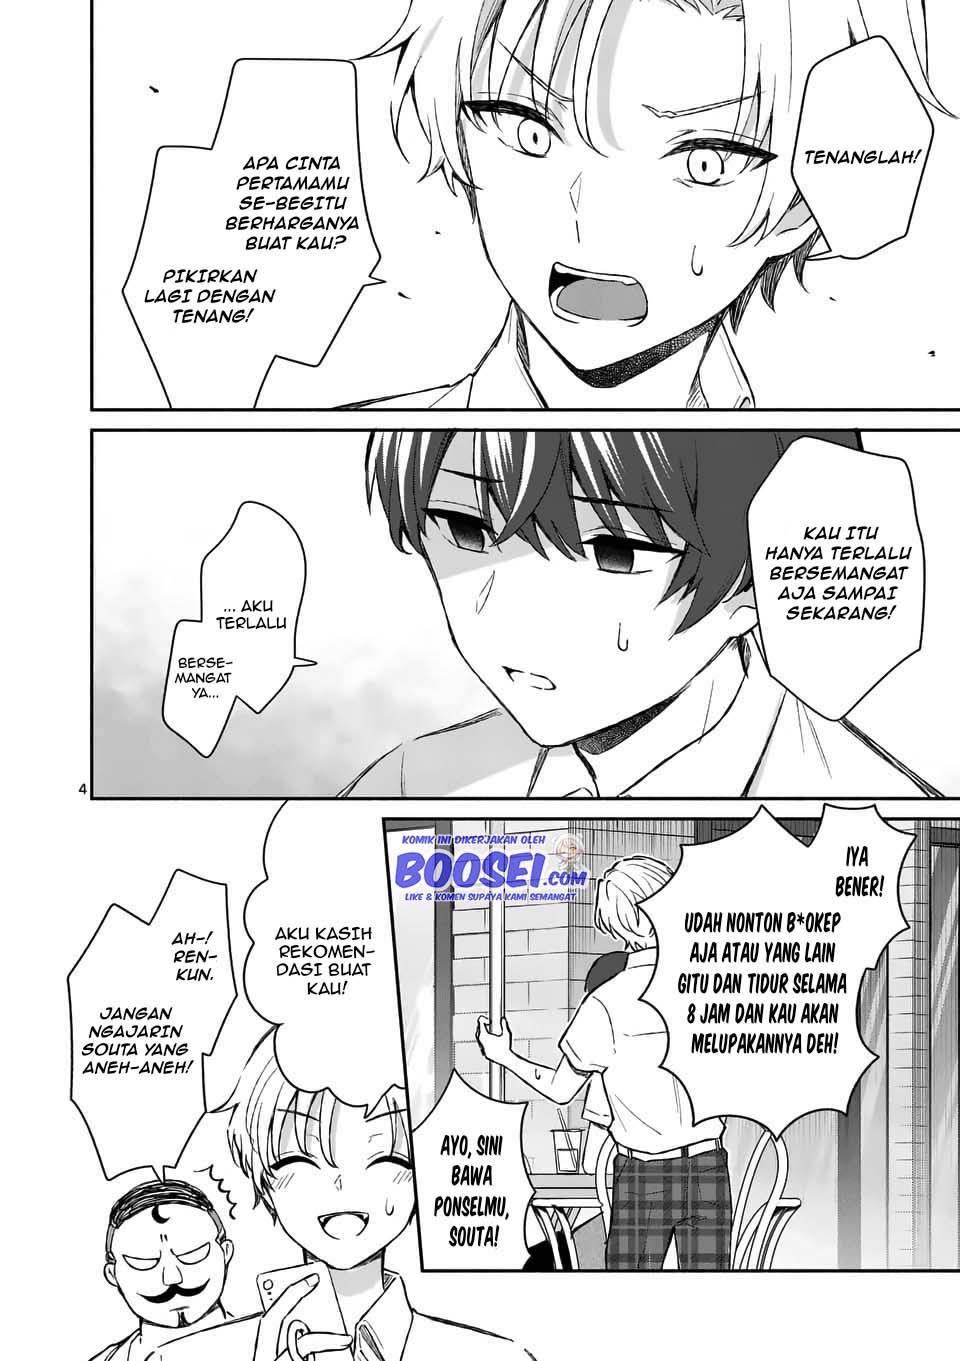 TENANGLAH!
APA CINTA
PERTAMAMU
SE-BEGITU
BERHARGANYA
BUAT KAU?
PIKIRKAN
LAGI DENGAN
TENANG!
KAU ITU
HANYA TERLALU
BERSEMANGAT
AJA SAMPAI
SEKARANG!
... AKU
TERLALU
BERSE-
MANGAT
YA...
4
IYA
BENER!
UDAH NONTON B*OKEP
AJA ATAU YANG LAIN
GITU DAN TIDUR SELAMA
8 JAM DAN KAU AKAN
MELUPAKANNYA DEH!
AYO, SINI
BAWA
PONSELMU,
SOUTA!
KOMIK INI DIKERJAKAN OLEH
BOOSEI.COM
LIKE & KOMEN SUPAYA KAMI SEMANGAT
AKU KASIH
REKOMEN-
DASI BUAT
KAU!
AH-!
REN-
KUN.
JANGAN
NGAJARIN
SOUTA YANG
ANEH-ANEH!